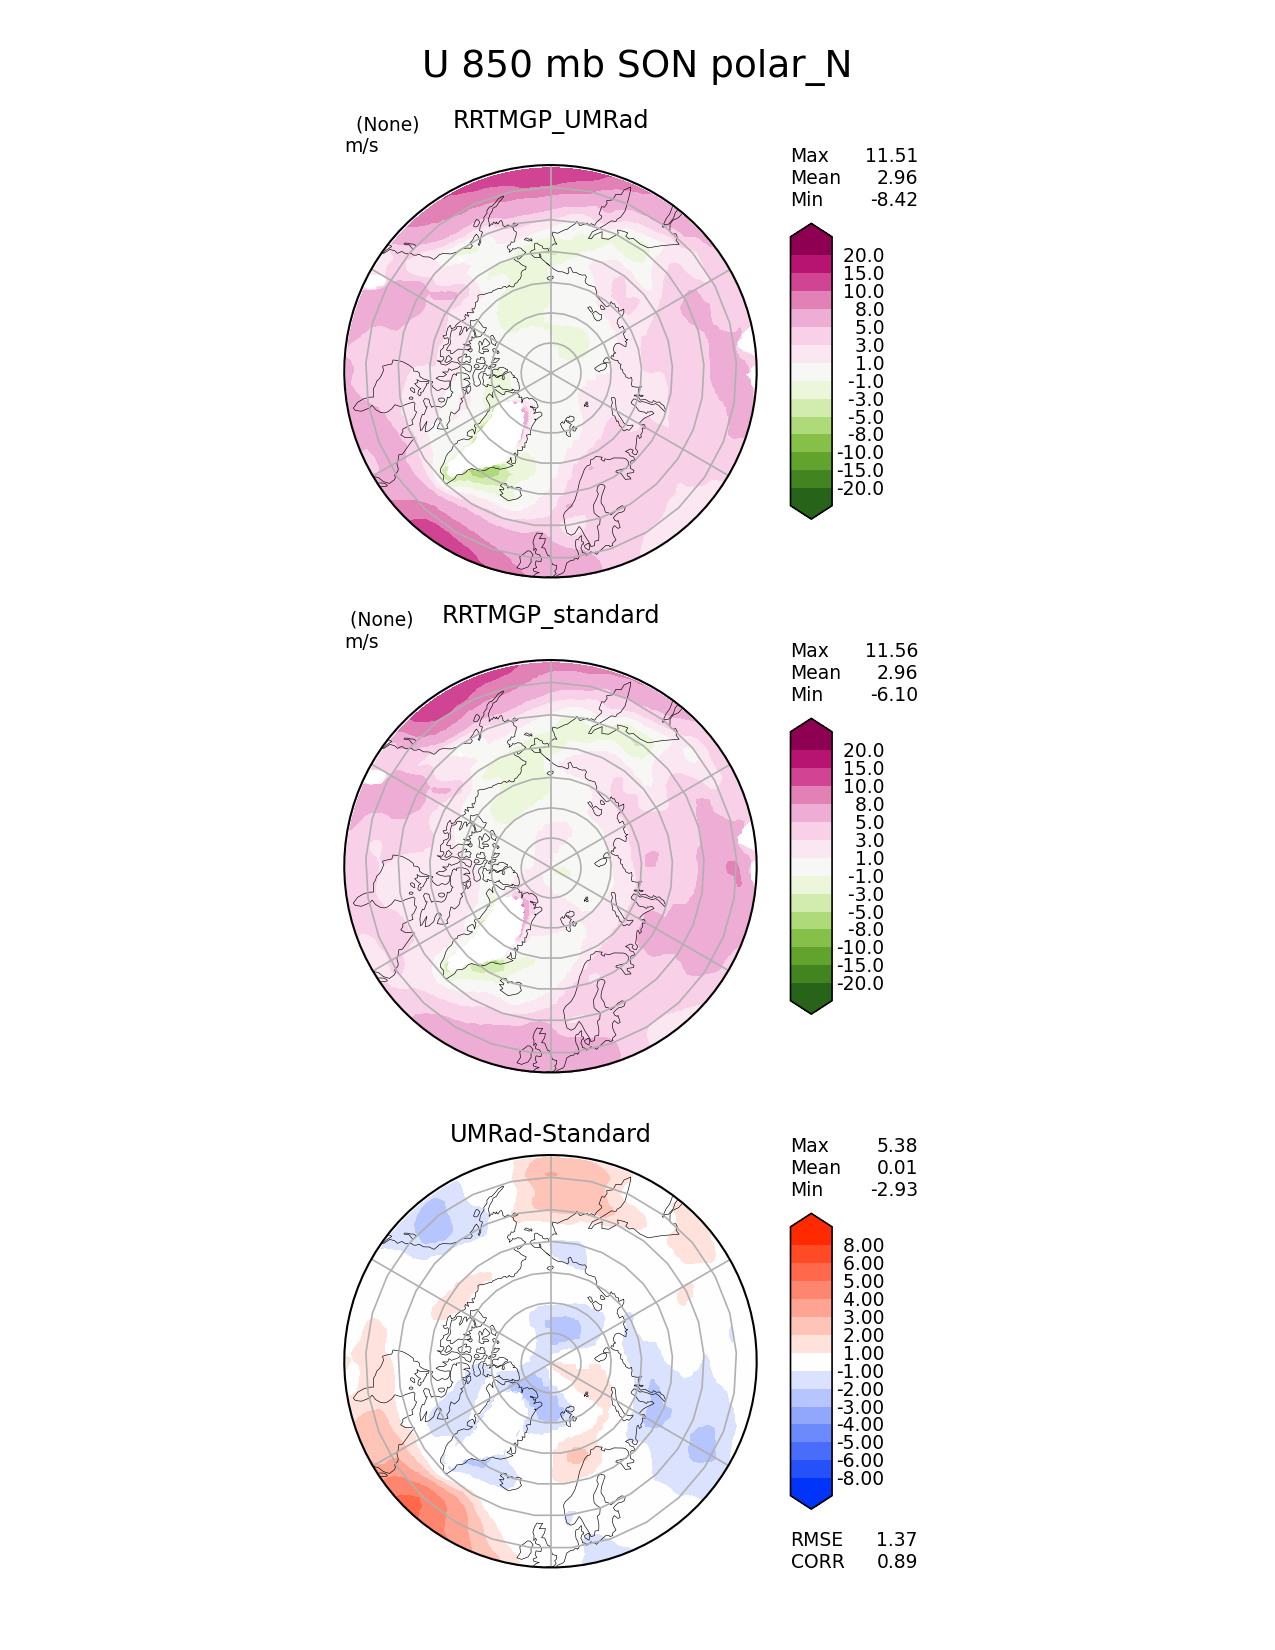 U 850 mb SON polar_N
(None) RRTMGP_UMRad
m/s
Max 11.51
Mean 2.96
Min -8.42
20.0
15.0
10.0
8.0
5.0
3.0
1.0
-1.0
-3.0
-5.0
-8.0
-10.0
-15.0
-20.0
(None) RRTMGP_standard
m/s
Max 11.56
Mean 2.96
Min -6.10
20.0
15.0
10.0
8.0
5.0
3.0
1.0
-1.0
-3.0
-5.0
-8.0
-10.0
-15.0
-20.0
UMRad-Standard
Max 5.38
Mean 0.01
Min -2.93
8.00
6.00
5.00
4.00
3.00
2.00
1.00
-1.00
-2.00
-3.00
-4.00
-5.00
-6.00
-8.00
RMSE 1.37
CORR 0.89